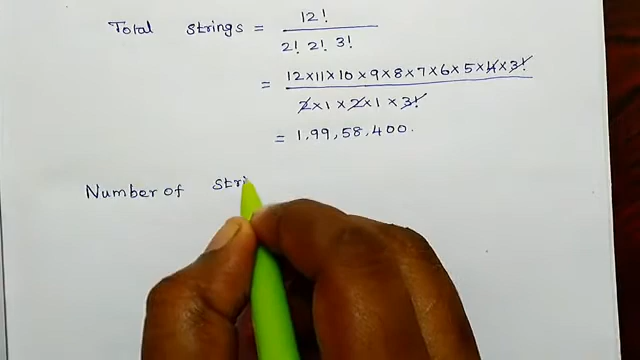 Total strings = 12!
2! 2! 3!
= 12×11×10×9×8×7×6×5×4×3!
2×1×2×1×3!
= 1,99,58,400.
Number of stri